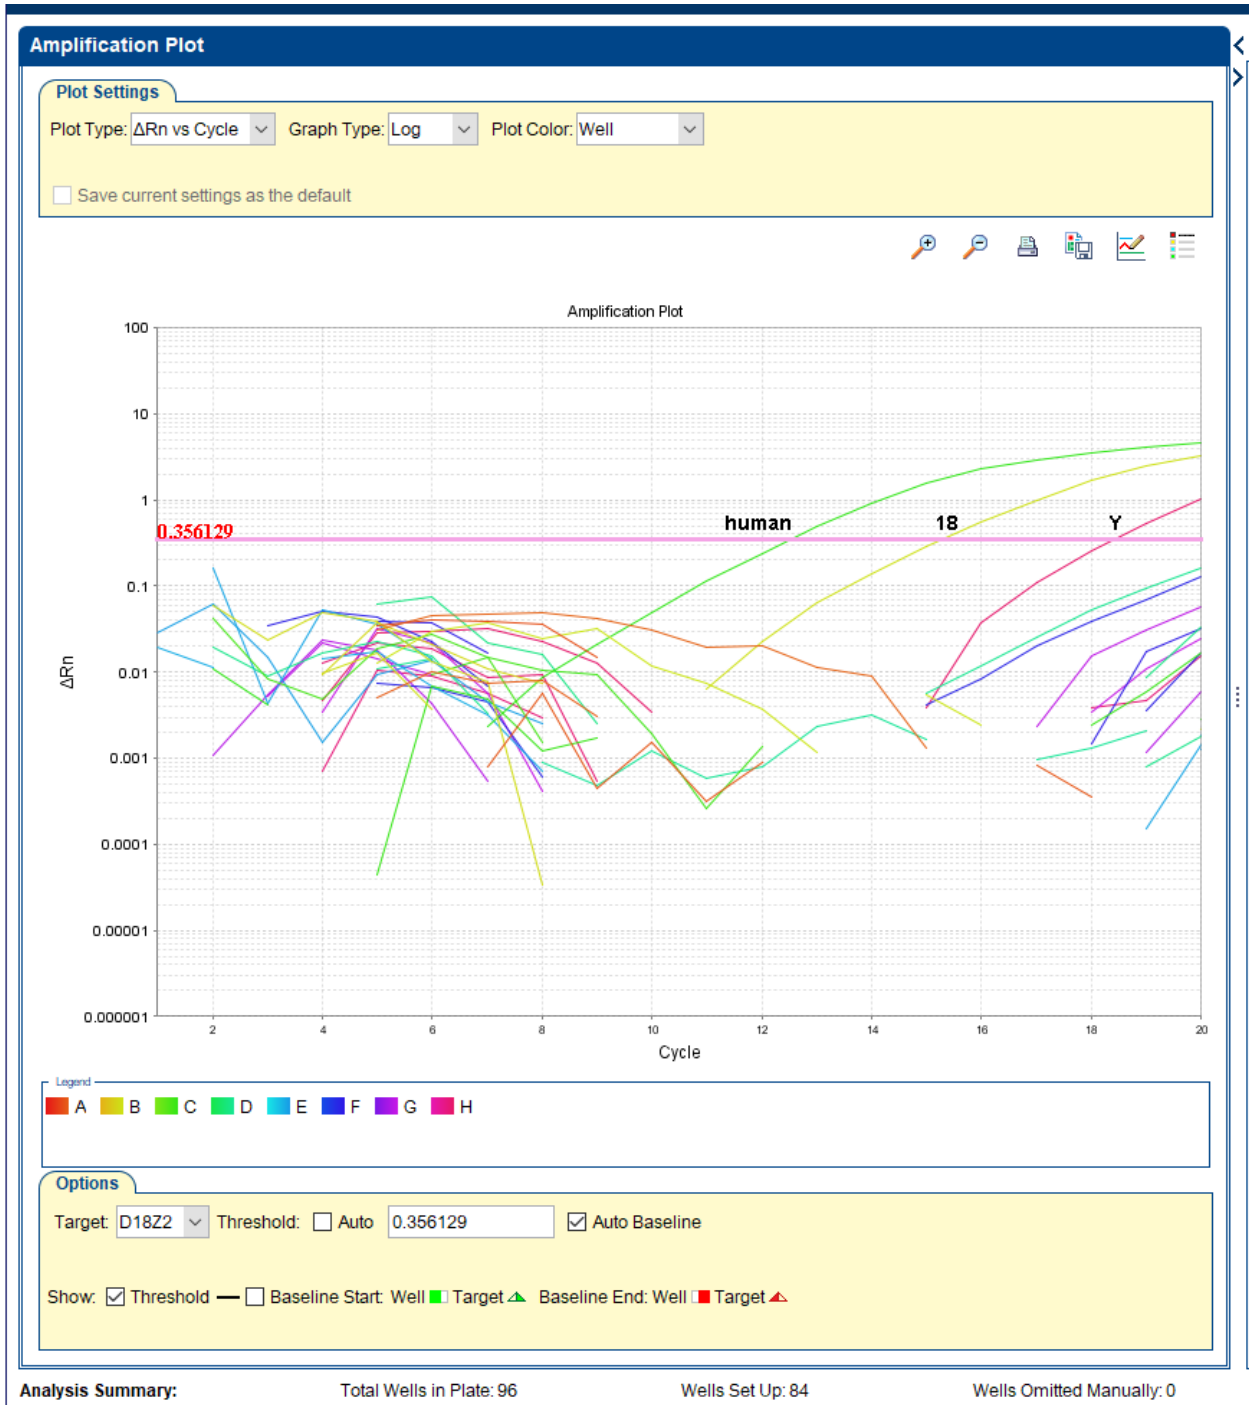 Amplification Plot
Plot Settings
Plot Type: ΔRn vs Cycle Graph Type: Log Plot Color: Well
Save current settings as the default
Amplification Plot
100
10
1
0.1
0.01
0.001
0.0001
0.00001
0.000001
ΔRn
0.356129
human 18 Y
2 4 6 8 10 12 14 16 18 20
Cycle
Legend
A B C D E F G H
Options
Target: D18Z2 Threshold: Auto 0.356129 Auto Baseline
Show: Threshold Baseline Start: Well Target Baseline End: Well Target
Analysis Summary: Total Wells in Plate: 96 Wells Set Up: 84 Wells Omitted Manually: 0